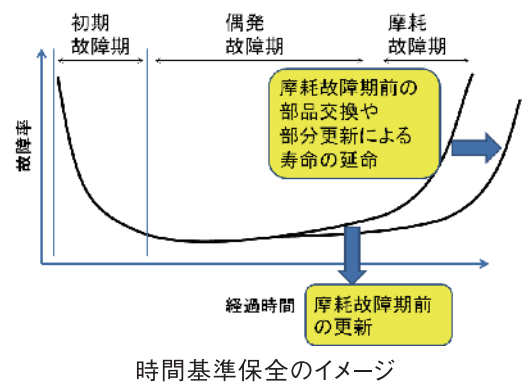 初期
故障期
偶発
故障期
摩耗
故障期
摩耗故障期前の
部品交換や
部分更新による
寿命の延命
故障率
経過時間
摩耗故障期前
の更新
時間基準保全のイメージ